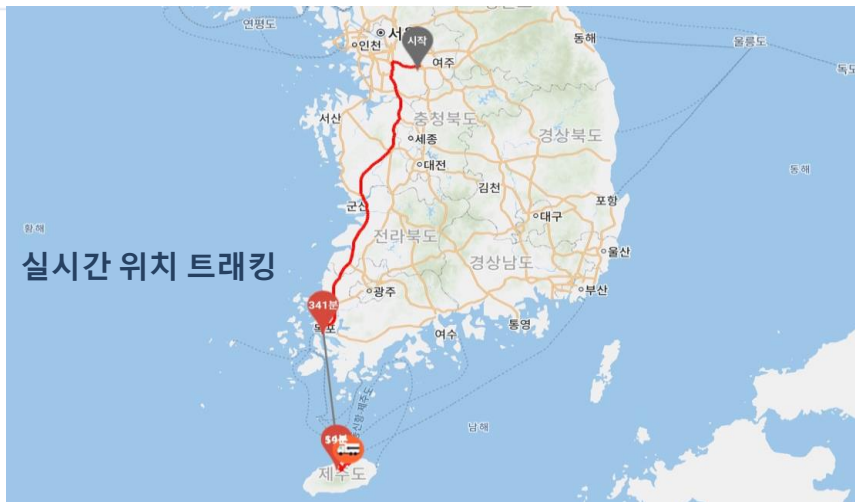 연평도
서울
시작
인천
여주
동해
울릉도
독도
서산
충청북도
세종
경상북도
대전
동해
김천
포항
군산
황해
대구
전라북도
울산
실시간 위치 트래킹
경상남도
광주
부산
341분
목포
여수
통영
남해
제주도